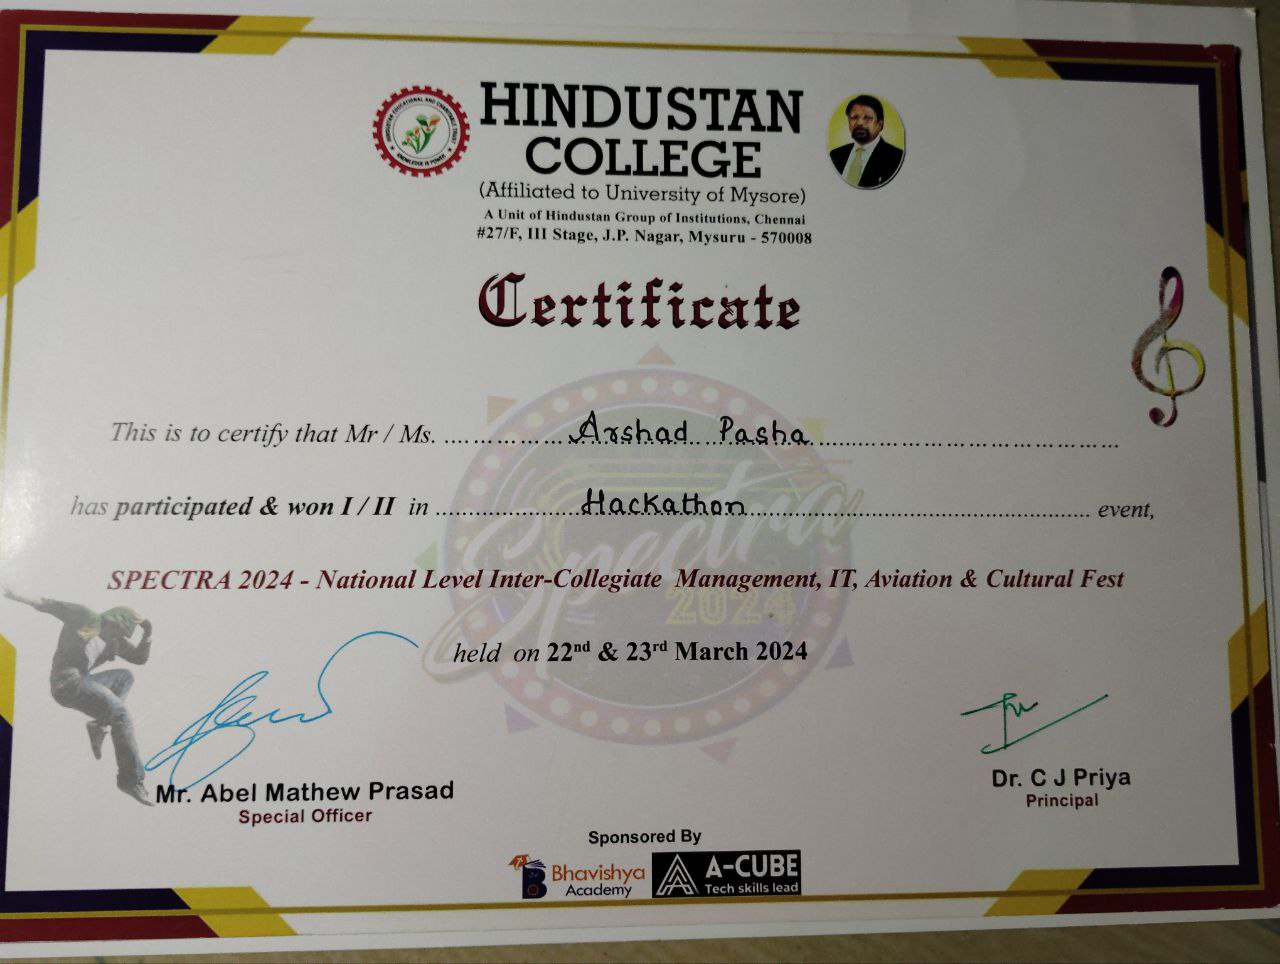 HINDUSTAN EDUCATIONAL AND CHARITABLE TRUST
KNOWLEDGE IS POWER
HINDUSTAN
COLLEGE
(Affiliated to University of Mysore)
A Unit of Hindustan Group of Institutions, Chennai
#27/F, III Stage, J.P. Nagar, Mysuru - 570008
Certificate
This is to certify that Mr / Ms. Arshad Pasha
has participated & won I / II in Hackathon event,
Spectra
2024
SPECTRA 2024 - National Level Inter-Collegiate Management, IT, Aviation & Cultural Fest
held on 22nd & 23rd March 2024
Mr. Abel Mathew Prasad
Special Officer
Dr. C J Priya
Principal
Sponsored By
Bhavishya
Academy
A-CUBE
Tech skills lead